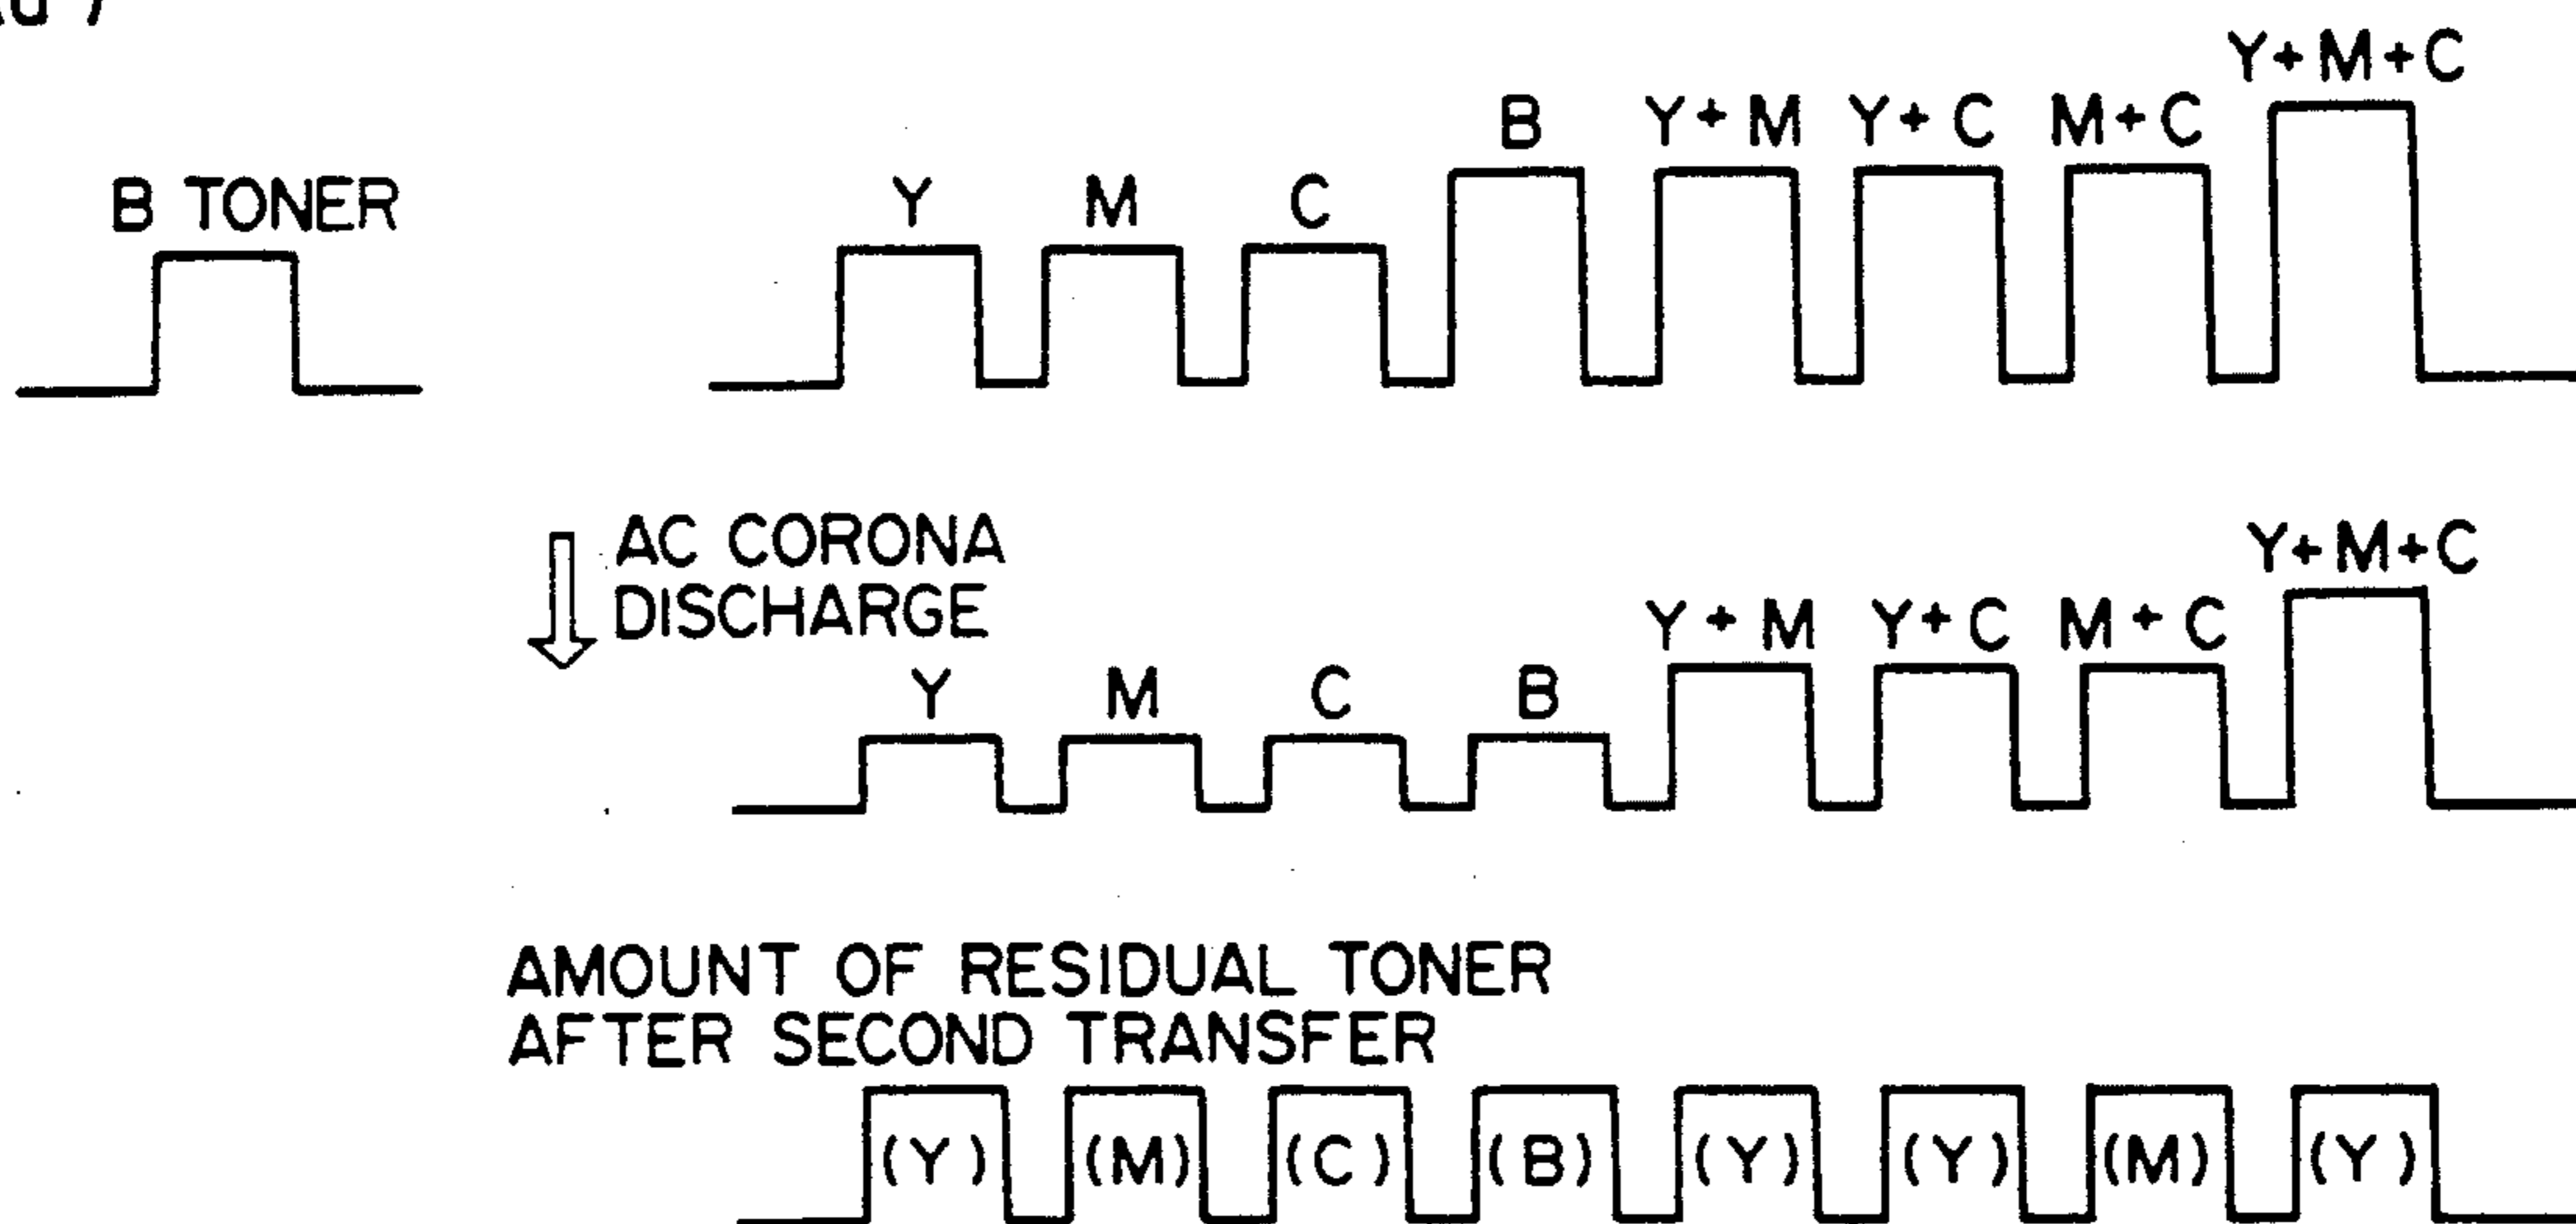 Y+M+C
B Y+M Y+C M+C
B TONER Y M C
AC CORONA
DISCHARGE
Y+M+C
Y+M Y+C M+C
Y M C B
AMOUNT OF RESIDUAL TONER
AFTER SECOND TRANSFER
(Y) (M) (C) (B) (Y) (Y) (M) (Y)